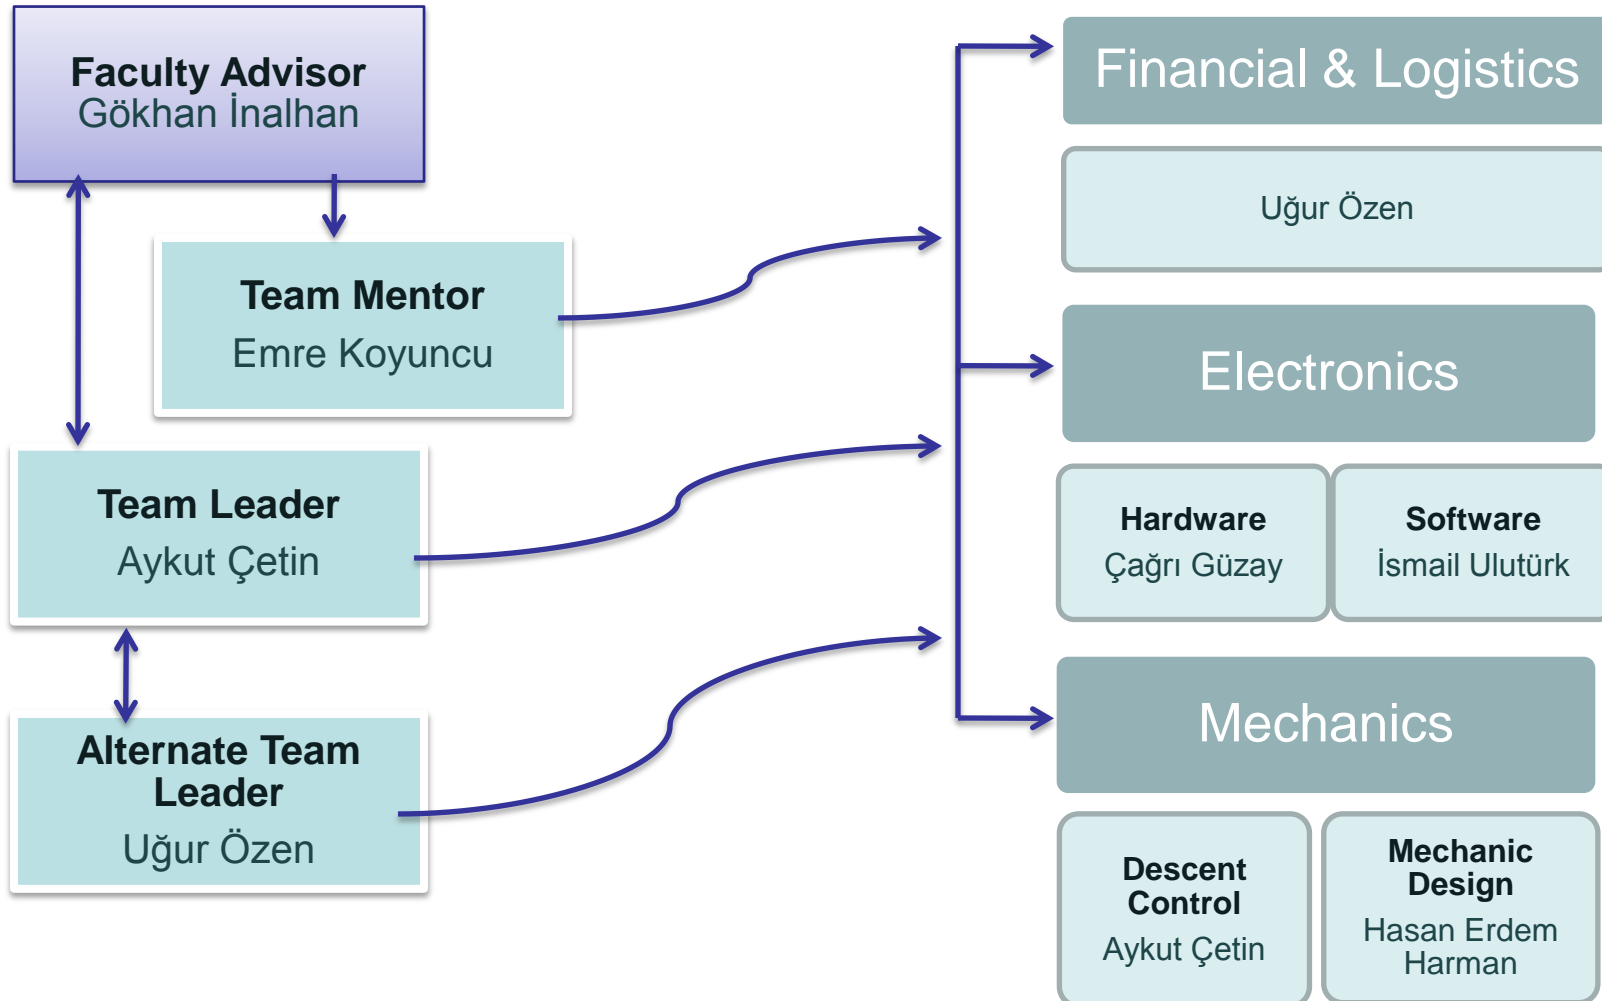 Faculty Advisor
Gökhan İnalhan
Team Mentor
Emre Koyuncu
Team Leader
Aykut Çetin
Alternate Team
Leader
Uğur Özen
Financial & Logistics
Uğur Özen
Electronics
Hardware
Çağrı Güzay
Software
İsmail Ulutürk
Mechanics
Descent
Control
Aykut Çetin
Mechanic
Design
Hasan Erdem
Harman